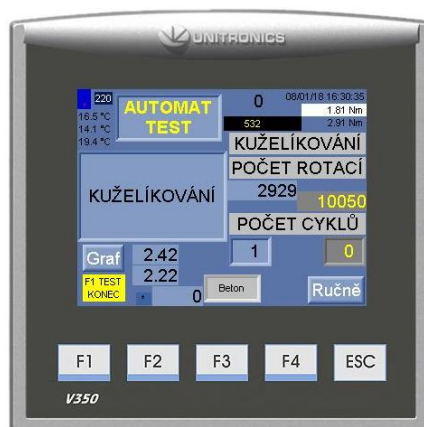 UNITRONICS
220
AUTOMAT
TEST
0
08/01/18 16:30:35
1.81 Nm
16.5 °C
532
2.91 Nm
14.1 °C
19.4 °C
KUŽELÍKOVÁNÍ
POČET ROTACÍ
KUŽELÍKOVÁNÍ
2929
10050
POČET CYKLŮ
Graf
2.42
1
0
2.22
F1 TEST
KONEC
*
0
Beton
Ručně
F1
F2
F3
F4
ESC
V350